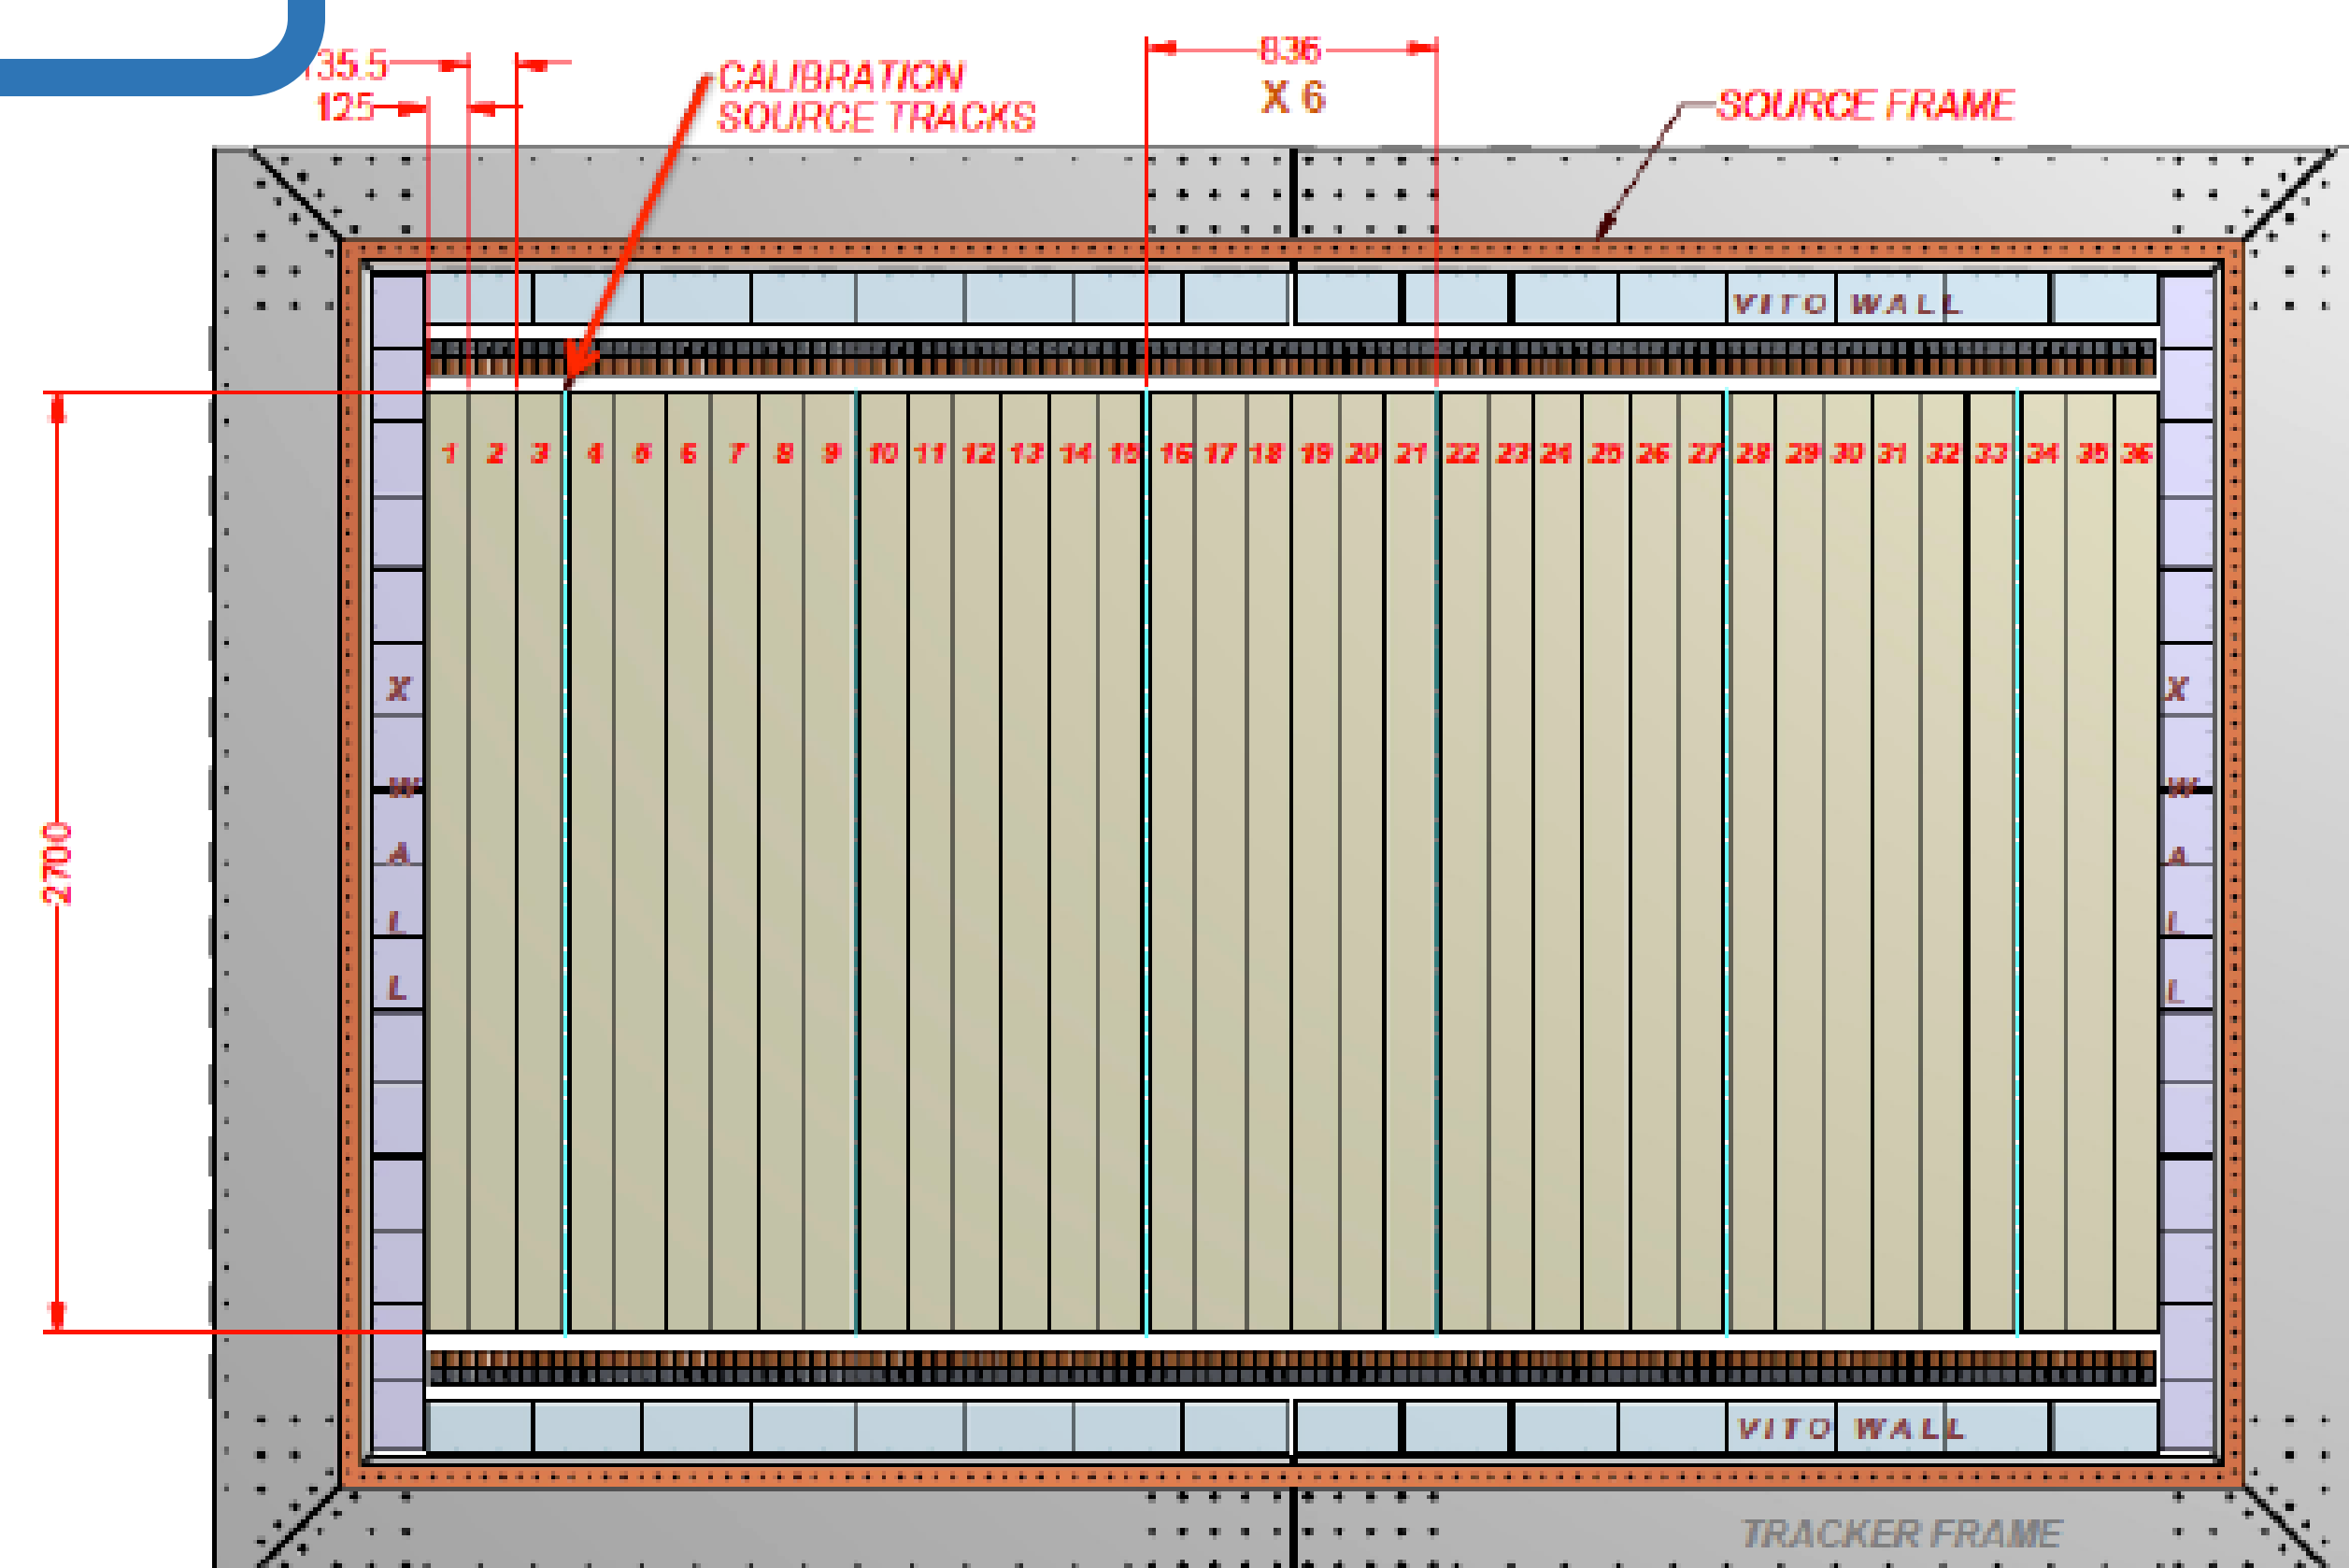 135.5
125
CALIBRATION
SOURCE TRACKS
836
X 6
SOURCE FRAME
VITO WALL
1 2 3 4 5 6 7 8 9 10 11 12 13 14 15 16 17 18 19 20 21 22 23 24 25 26 27 28 29 30 31 32 33 34 35 36
2700
X WALL
X WALL
VITO WALL
TRACKER FRAME